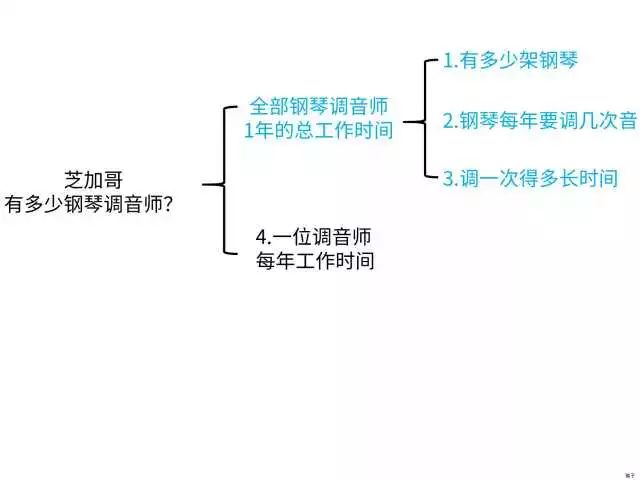 芝加哥
有多少钢琴调音师?
全部钢琴调音师
1年的总工作时间
1.有多少架钢琴
2.钢琴每年要调几次音
3.调一次得多长时间
4.一位调音师
每年工作时间